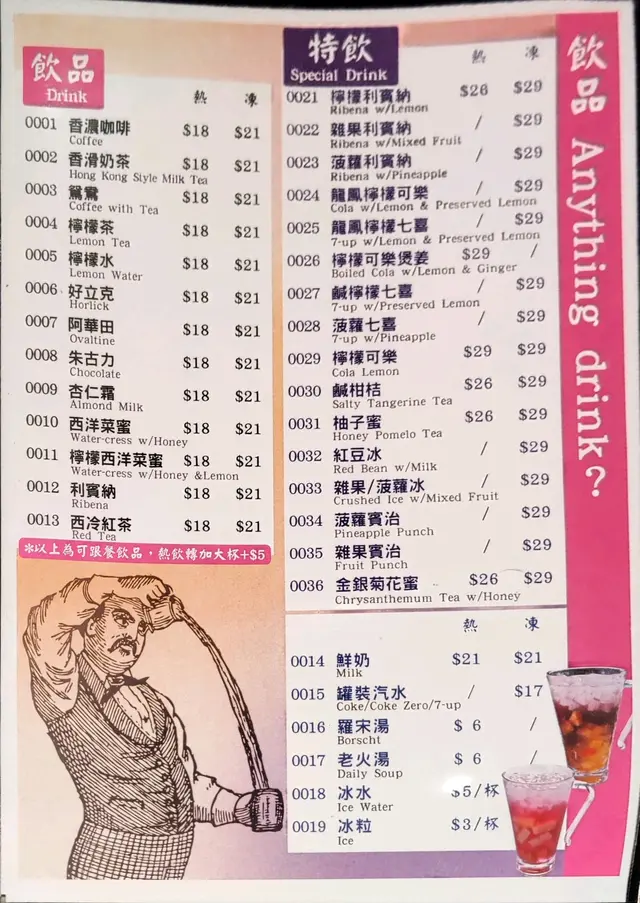 飲品
Drink
熱 凍
0001 香濃咖啡 $18 $21
Coffee
0002 香滑奶茶 $18 $21
Hong Kong Style Milk Tea
0003 鴛鴦 $18 $21
Coffee with Tea
0004 檸檬茶 $18 $21
Lemon Tea
0005 檸檬水 $18 $21
Lemon Water
0006 好立克 $18 $21
Horlick
0007 阿華田 $18 $21
Ovaltine
0008 朱古力 $18 $21
Chocolate
0009 杏仁霜 $18 $21
Almond Milk
0010 西洋菜蜜 $18 $21
Water-cress w/Honey
0011 檸檬西洋菜蜜 $18 $21
Water-cress w/Honey &Lemon
0012 利賓納 $18 $21
Ribena
0013 西冷紅茶 $18 $21
Red Tea
※以上為可跟餐飲品，熱飲轉加大杯+$5
特飲
Special Drink
熱 凍
0021 檸檬利賓納 $26 $29
Ribena w/Lemon
0022 雜果利賓納 / $29
Ribena w/Mixed Fruit
0023 菠蘿利賓納 / $29
Ribena w/Pineapple
0024 龍鳳檸檬可樂 / $29
Cola w/Lemon & Preserved Lemon
0025 龍鳳檸檬七喜 / $29
7-up w/Lemon & Preserved Lemon
0026 檸檬可樂煲姜 $29 /
Boiled Cola w/Lemon & Ginger
0027 鹹檸檬七喜 / $29
7-up w/Preserved Lemon
0028 菠蘿七喜 / $29
7-up w/Pineapple
0029 檸檬可樂 $29 $29
Cola Lemon
0030 鹹柑桔 $26 $29
Salty Tangerine Tea
0031 柚子蜜 $26 $29
Honey Pomelo Tea
0032 紅豆冰 / $29
Red Bean w/Milk
0033 雜果/菠蘿冰 / $29
Crushed Ice w/Mixed Fruit
0034 菠蘿賓治 / $29
Pineapple Punch
0035 雜果賓治 / $29
Fruit Punch
0036 金銀菊花蜜 $26 $29
Chrysanthemum Tea w/Honey
熱 凍
0014 鮮奶 $21 $21
Milk
0015 罐裝汽水 / $17
Coke/Coke Zero/7-up
0016 羅宋湯 $ 6 /
Borscht
0017 老火湯 $ 6 /
Daily Soup
0018 冰水 $5/杯
Ice Water
0019 冰粒 $3/杯
Ice
飲品 Anything drink?